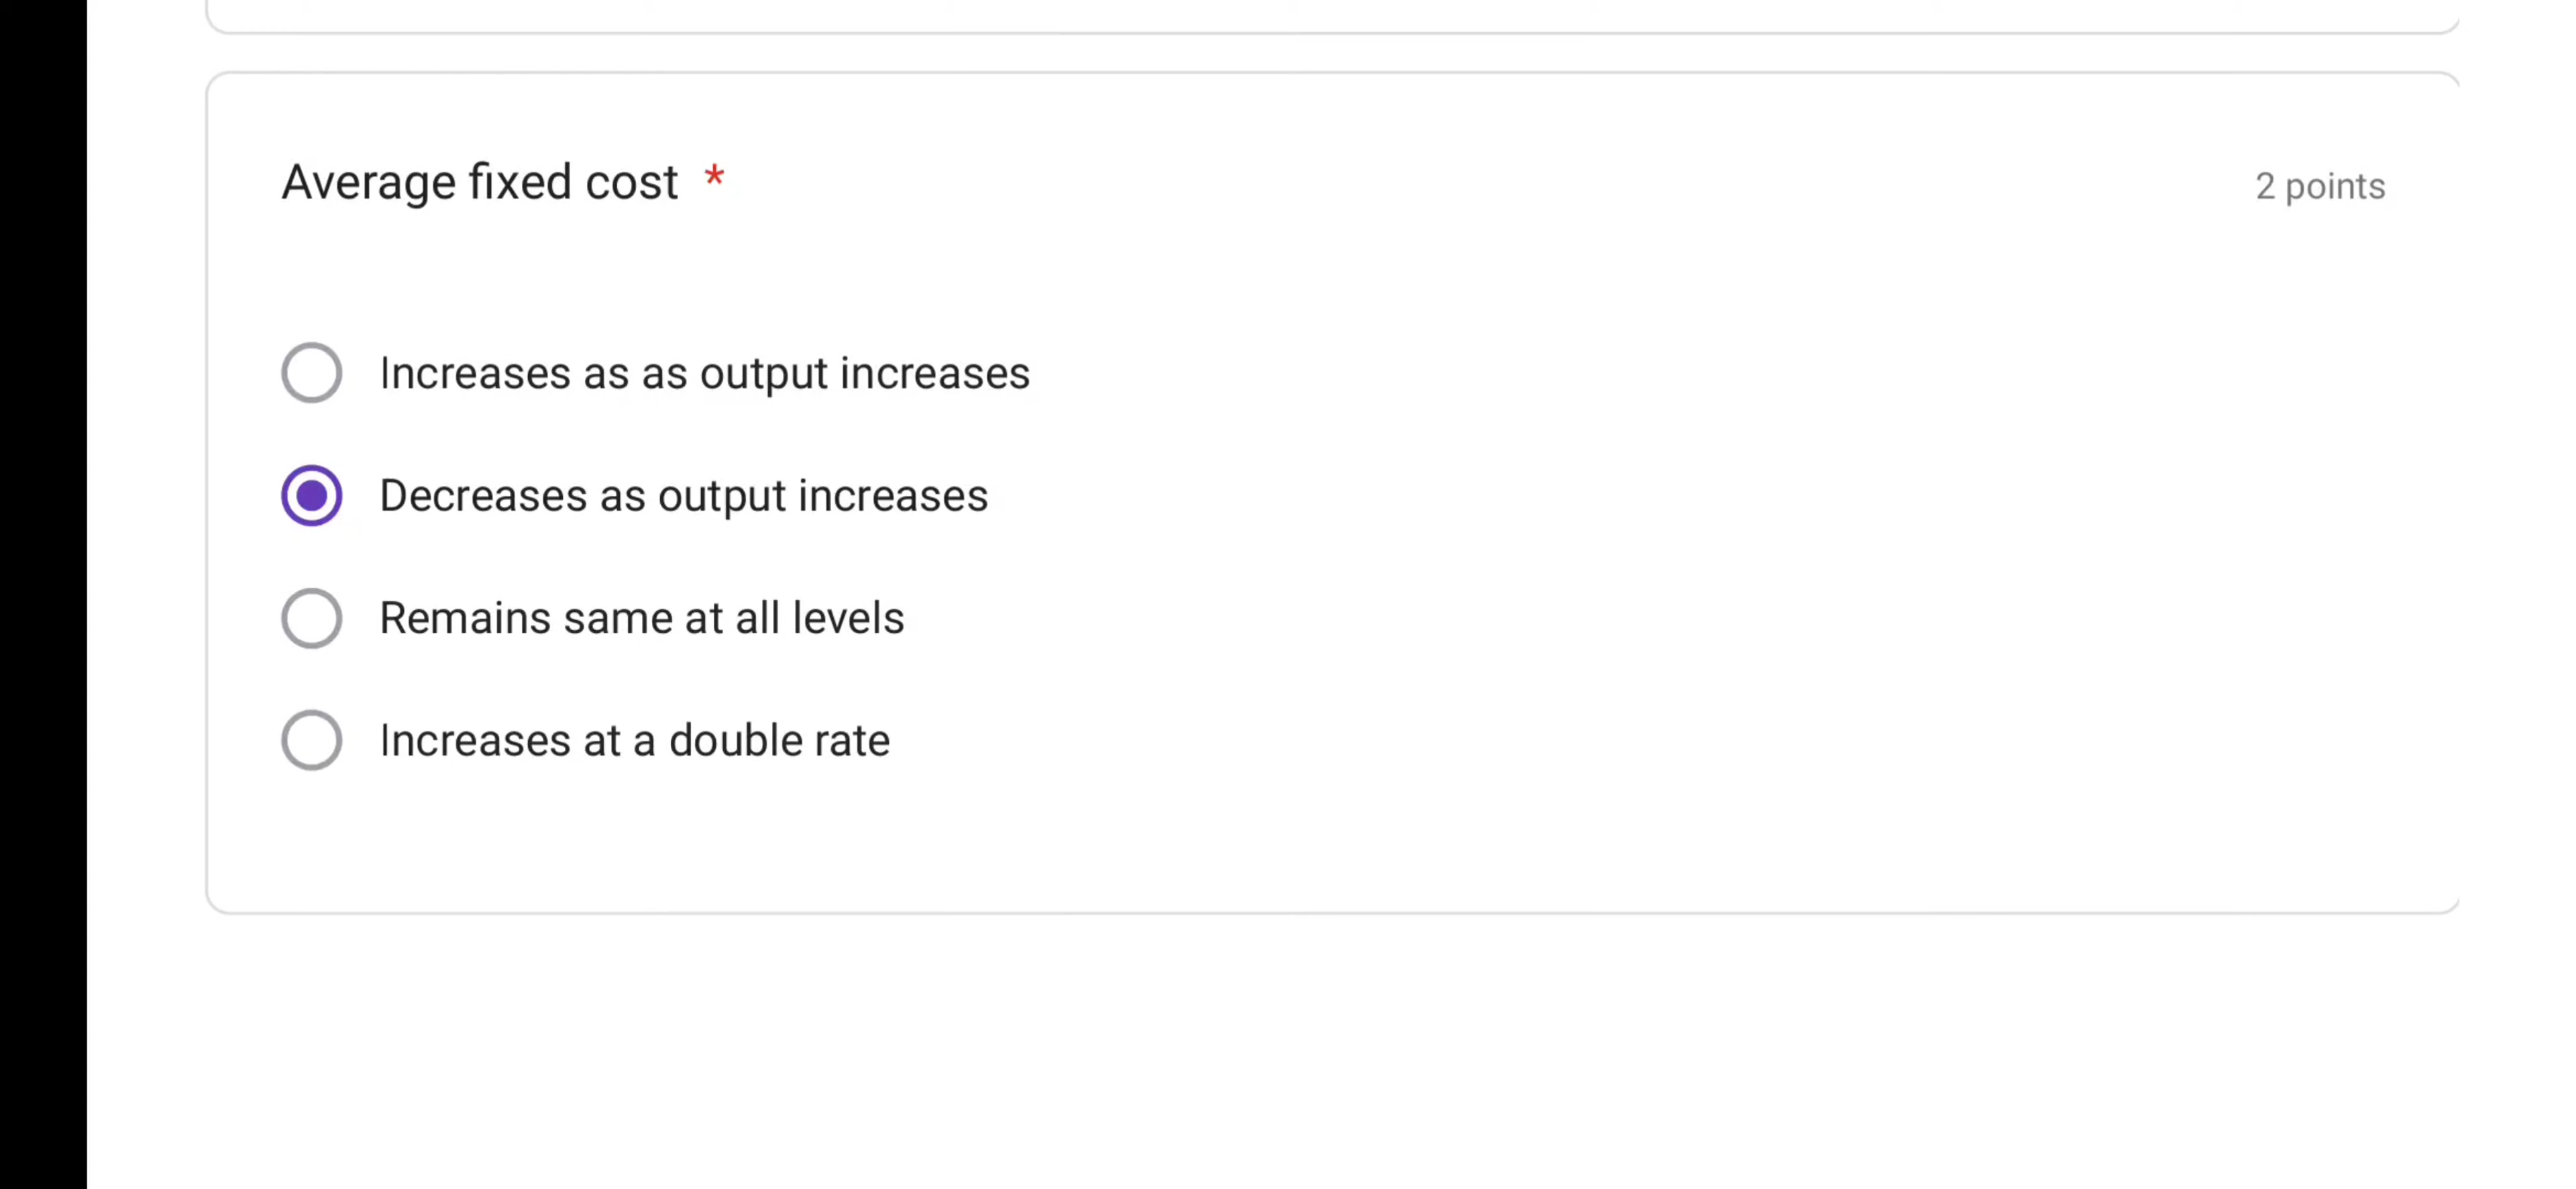 Average fixed cost *
2 points
Increases as as output increases
Decreases as output increases
Remains same at all levels
Increases at a double rate